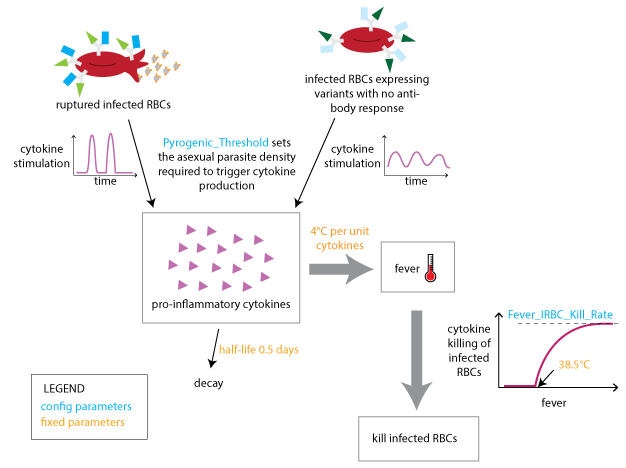 ruptured infected RBCs
infected RBCs expressing
variants with no anti-
body response
cytokine
stimulation
time
Pyrogenic_Threshold sets
the asexual parasite density
required to trigger cytokine
production
cytokine
stimulation
time
4°C per unit
cytokines
fever
pro-inflammatory cytokines
half-life 0.5 days
decay
Fever_IRBC_Kill_Rate
cytokine
killing of
infected
RBCs
38.5°C
fever
LEGEND
config parameters
fixed parameters
kill infected RBCs